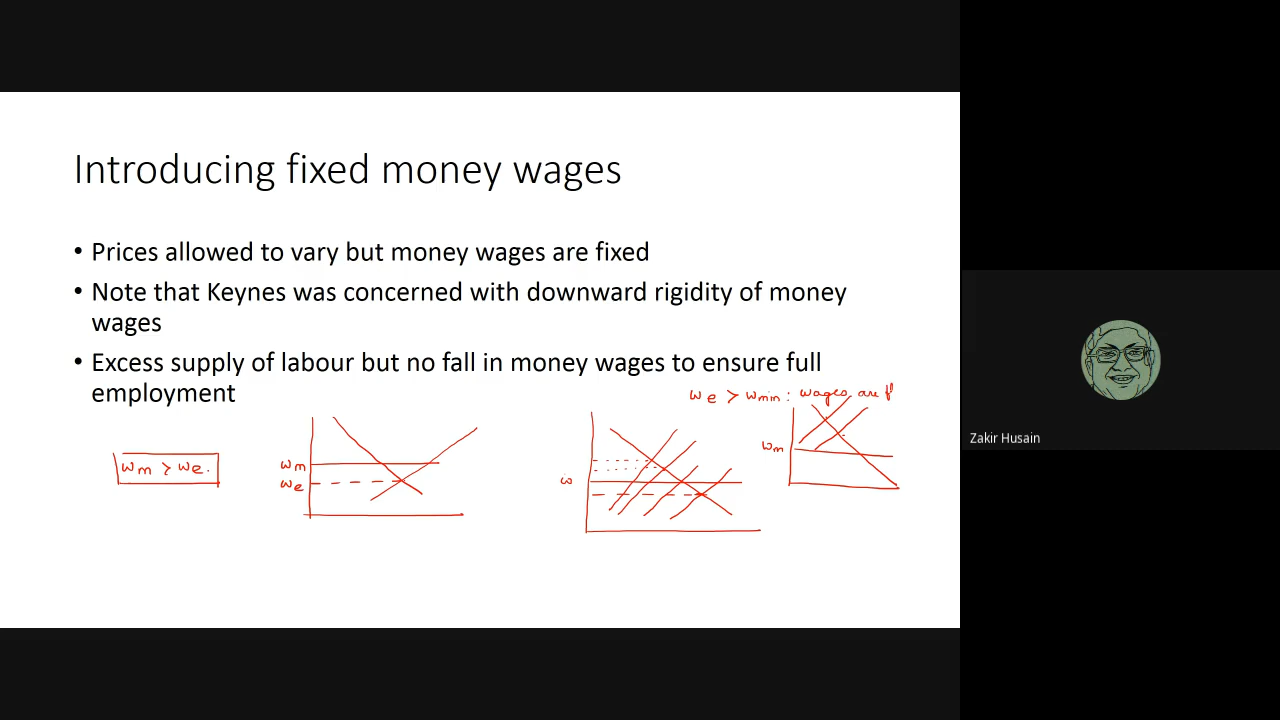 Introducing fixed money wages
• Prices allowed to vary but money wages are fixed
• Note that Keynes was concerned with downward rigidity of money
wages
• Excess supply of labour but no fall in money wages to ensure full
employment
we > wmin : wages are f
wm > we.
wm
we
w
wm
Zakir Husain